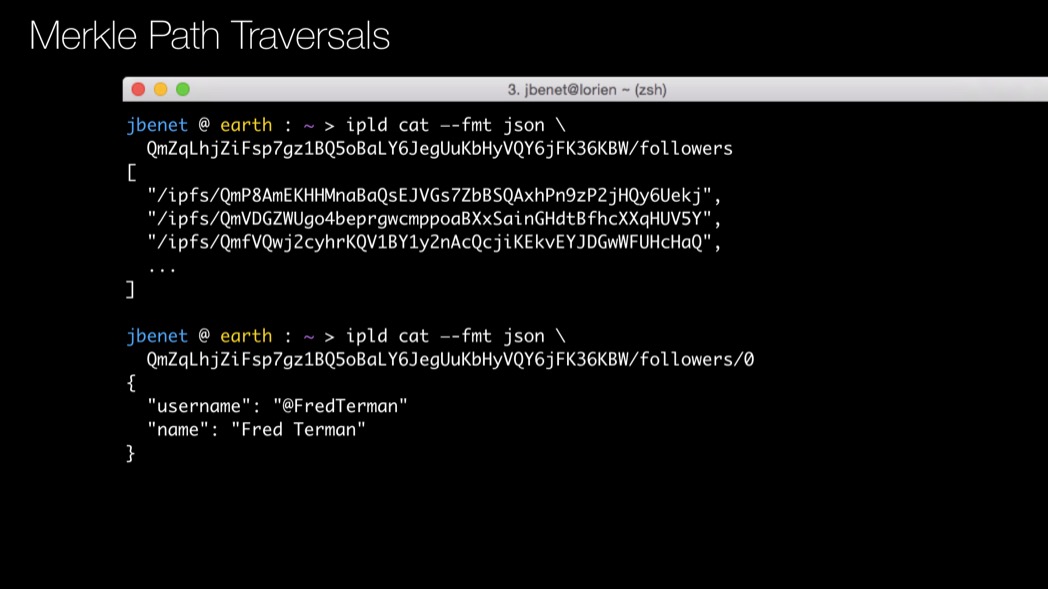 Merkle Path Traversals
3. jbenet@lorien ~ (zsh)
jbenet @ earth : ~ > ipld cat --fmt json \
QmZqLhjZiFsp7gz1BQ5oBaLY6JegUuKbHyVQY6jFK36KBW/followers
[
"/ipfs/QmP8AmEKHHMnaBaQsEJVGs7ZbBSQAxhPn9zP2jHQy6Uekj",
"/ipfs/QmVDGZWUgo4beprgwcmppoaBXxSainGHdtBfhcXXqHUV5Y",
"/ipfs/QmfVQwj2cyhrKQV1BY1y2nAcQcjiKEkvEYJDGwWFUHcHaQ",
...
]
jbenet @ earth : ~ > ipld cat --fmt json \
QmZqLhjZiFsp7gz1BQ5oBaLY6JegUuKbHyVQY6jFK36KBW/followers/0
{
"username": "@FredTerman"
"name": "Fred Terman"
}